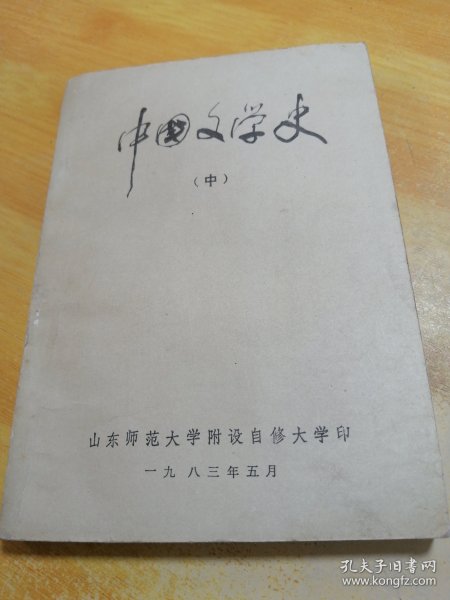 中国文学史
（中）
山东师范大学附设自修大学印
一九八三年五月
孔夫子旧书网
www.kongfz.com